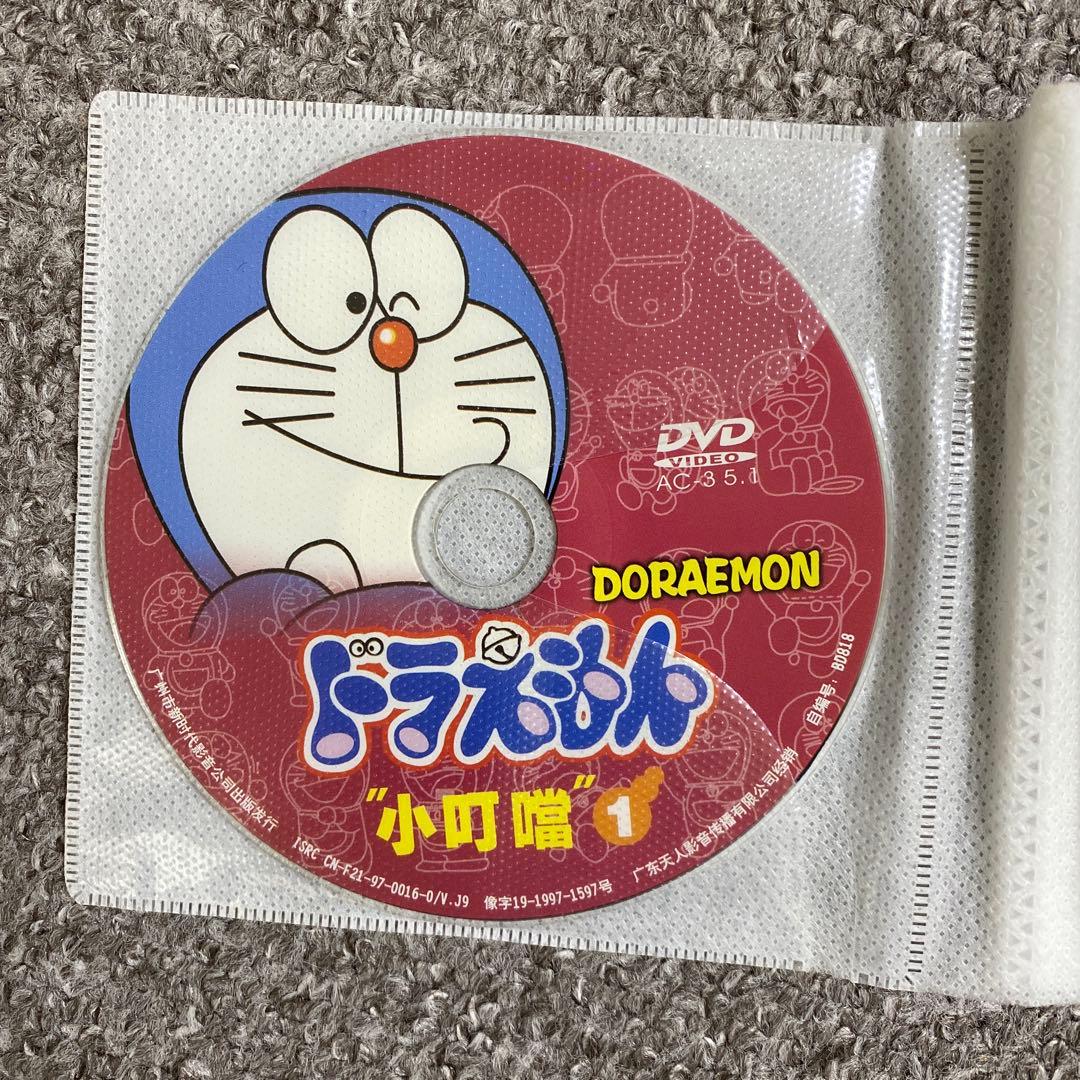 DVD
VIDEO
AC-3 5.1
DORAEMON
ドラえもん
"小叮噹" 1
广州市新时代影音公司出版发行
ISRC CN-F21-97-0016-0/V.J9
像字19-1997-1597号
广东天人影音传播有限公司经销
自编号：BD818